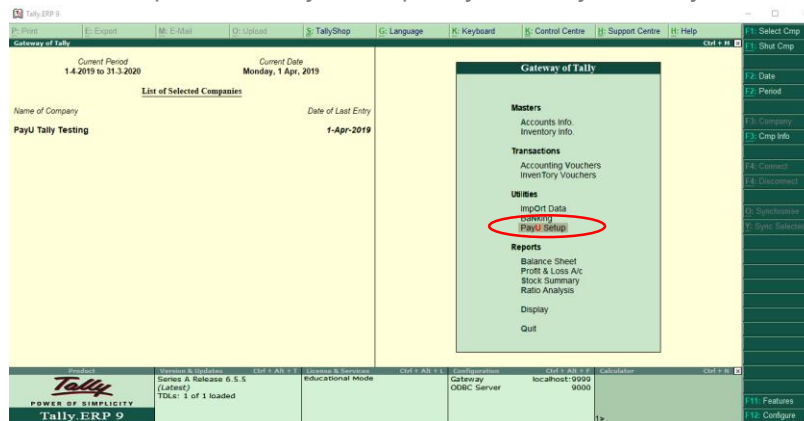 Tally.ERP 9
P: Print E: Export M: E-Mail O: Upload S: TallyShop G: Language K: Keyboard K: Control Centre H: Support Centre H: Help F1: Select Cmp
Gateway of Tally Ctrl + M F1: Shut Cmp
Current Period Current Date
1-4-2019 to 31-3-2020 Monday, 1 Apr, 2019
List of Selected Companies
Name of Company Date of Last Entry
PayU Tally Testing 1-Apr-2019
Gateway of Tally
Masters
Accounts Info.
Inventory Info.
Transactions
Accounting Vouchers
InvenTory Vouchers
Utilities
ImpOrt Data
Banking
PayU Setup
Reports
Balance Sheet
Profit & Loss A/c
Stock Summary
Ratio Analysis
Display
Quit
F2: Date
F2: Period
F3: Company
F3: Cmp Info
F4: Connect
F4: Disconnect
O: Synchronise
Y: Sync Selected
Product Version & Updates Ctrl + Alt + T License & Services Ctrl + Alt + L Configuration Ctrl + Alt + F Calculator Ctrl + N
Tally
POWER OF SIMPLICITY
Tally.ERP 9
Series A Release 6.5.5
(Latest)
TDLs: 1 of 1 loaded
Educational Mode
Gateway localhost:9999
ODBC Server 9000
1>
F11: Features
F12: Configure